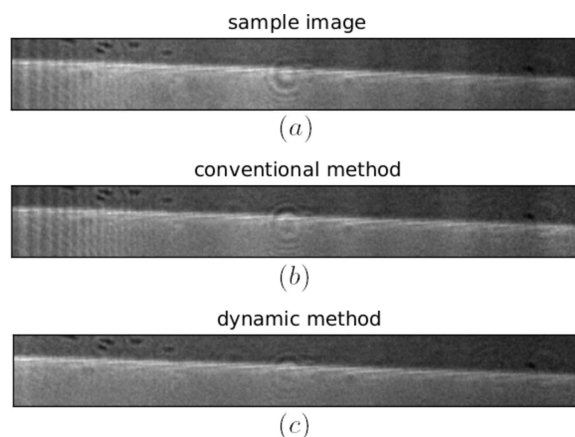 sample image
(a)
conventional method
(b)
dynamic method
(c)